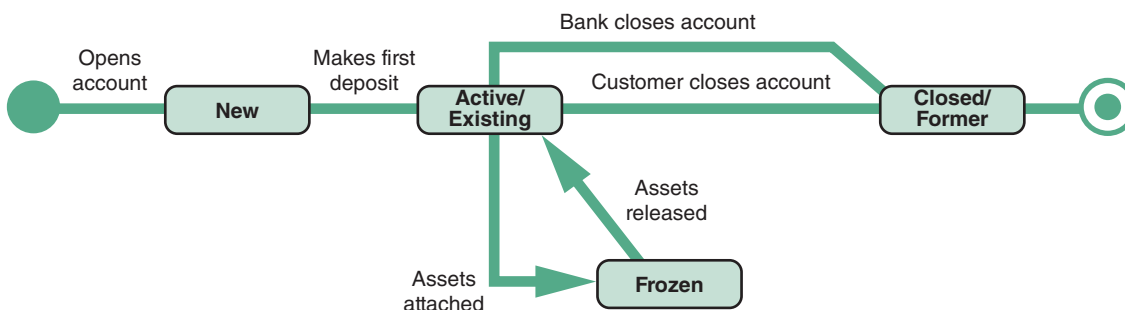 Bank closes account
Opens
account
Makes first
deposit
Customer closes account
New
Active/
Existing
Closed/
Former
Assets
released
Assets
attached
Frozen